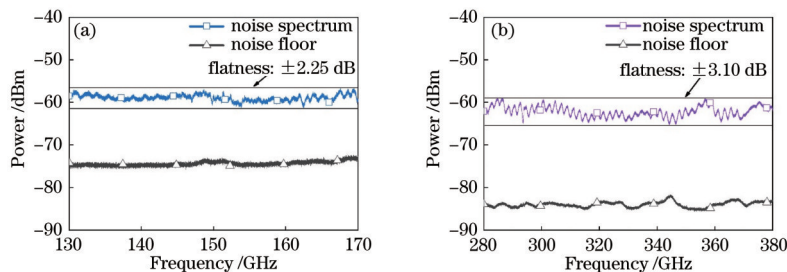 (a)
noise spectrum
noise floor
flatness: ±2.25 dB
Power /dBm
−40
−50
−60
−70
−80
−90
130
140
150
160
170
Frequency /GHz
(b)
noise spectrum
noise floor
flatness: ±3.10 dB
Power /dBm
−40
−50
−60
−70
−80
−90
280
300
320
340
360
380
Frequency /GHz